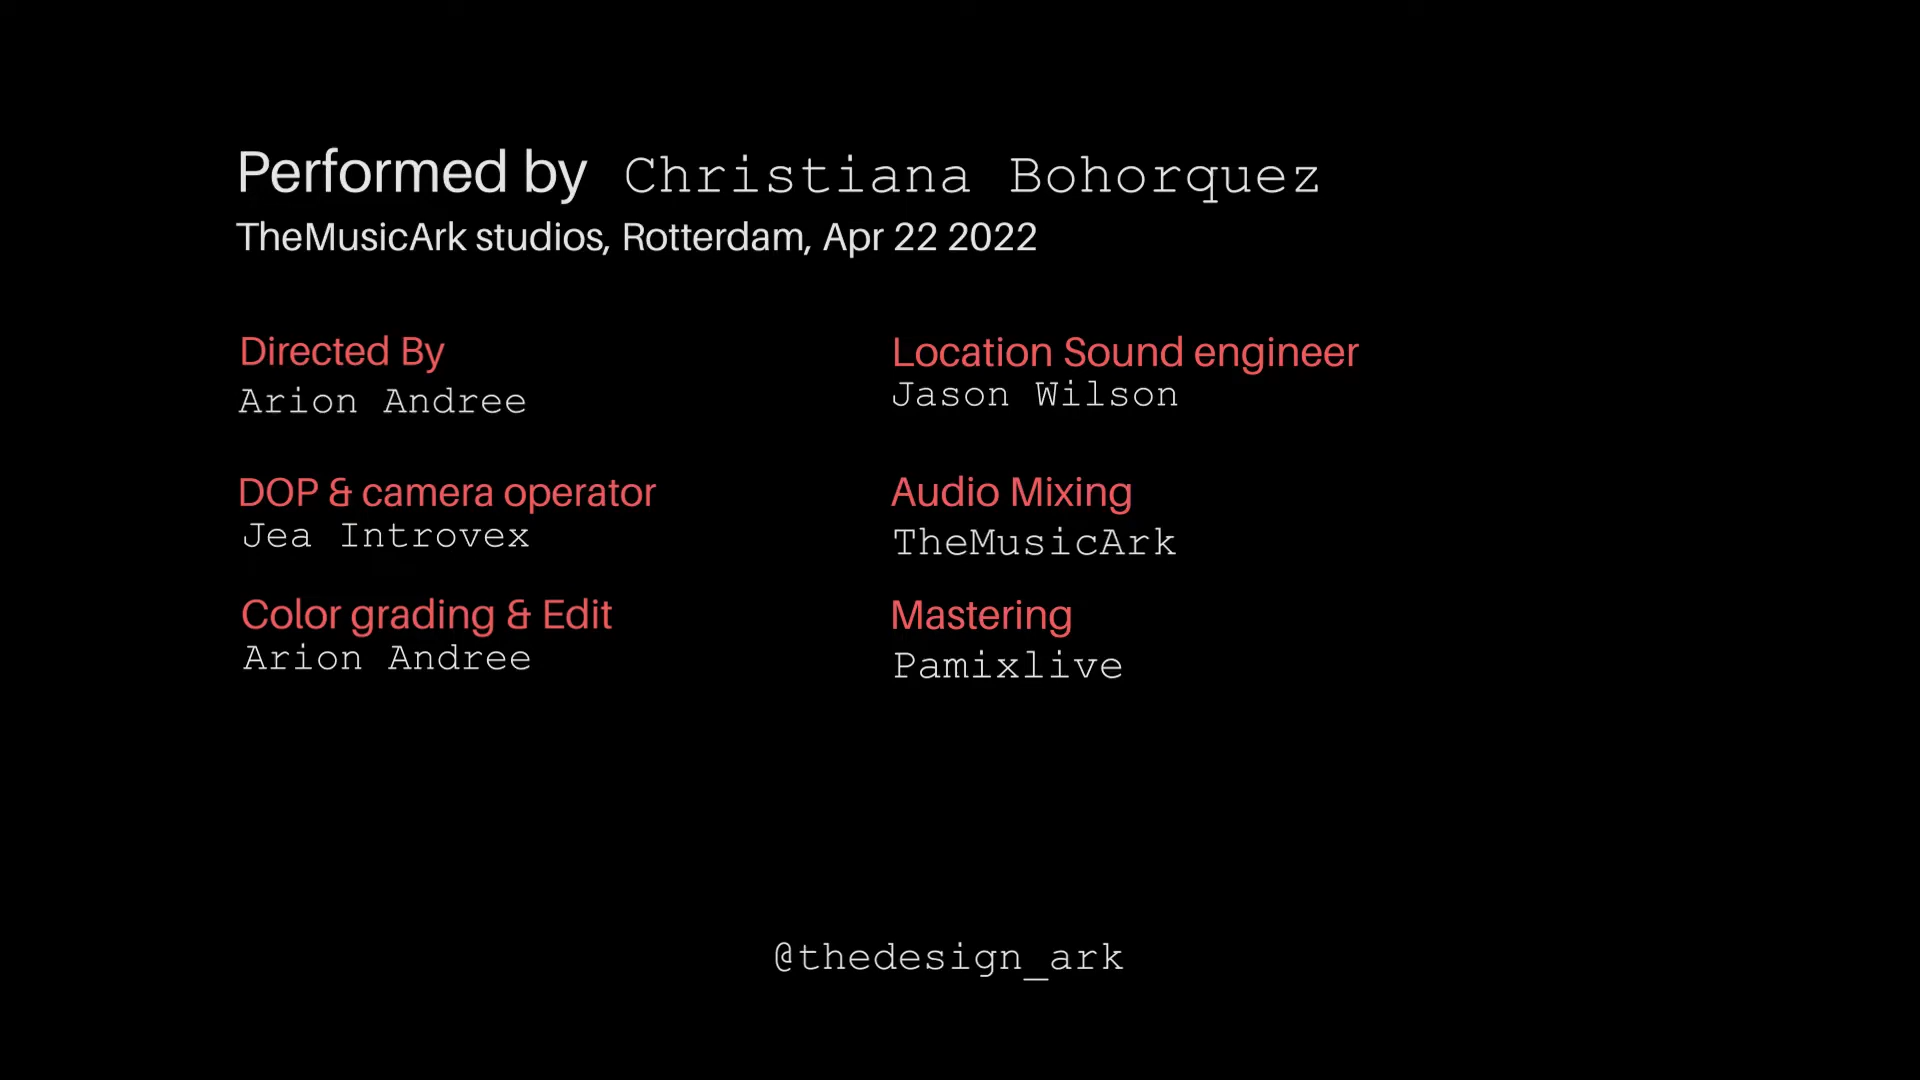 Performed by Christiana Bohorquez
TheMusicArk studios, Rotterdam, Apr 22 2022
Directed By
Arion Andree
DOP & camera operator
Jea Introvex
Color grading & Edit
Arion Andree
Location Sound engineer
Jason Wilson
Audio Mixing
TheMusicArk
Mastering
Pamixlive
@thedesign_ark